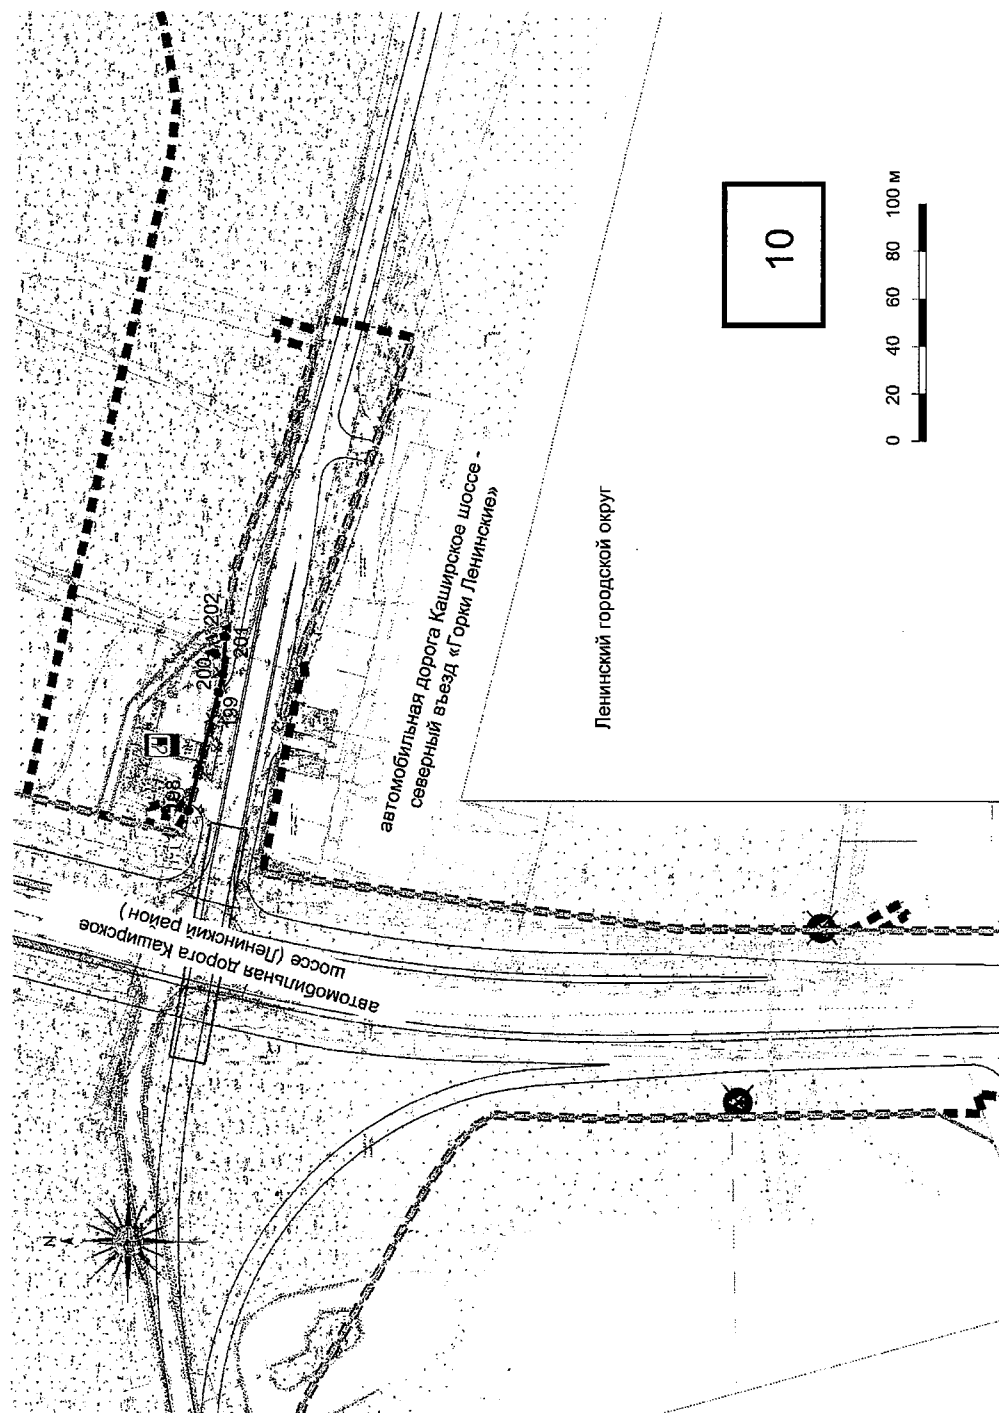 N
автомобильная дорога Каширское
шоссе (Ленинский район)
198
199
200
201
202
автомобильная дорога Каширское шоссе -
северный въезд «Горки Ленинские»
Ленинский городской округ
10
0 20 40 60 80 100 м